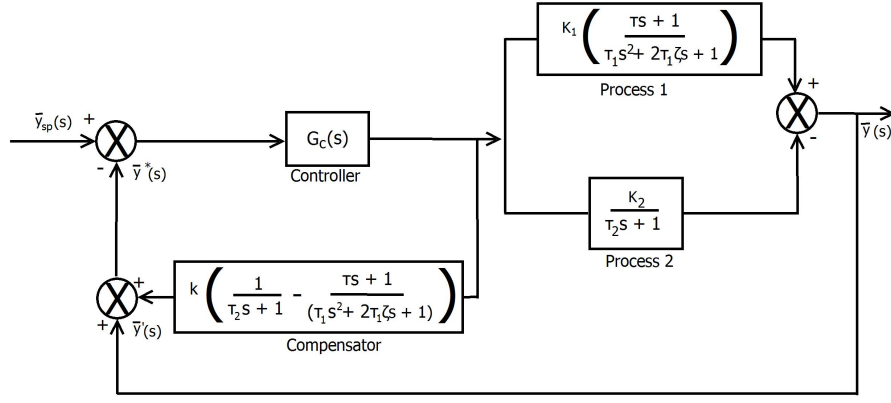 K₁ ( τs + 1 / τ₁s² + 2τ₁ζs + 1 )
Process 1
+
-
ȳ(s)
ȳsp(s)
+
-
ȳ*(s)
Gc(s)
Controller
K₂ / τ₂s + 1
Process 2
k ( 1 / τ₂s + 1 - τs + 1 / (τ₁s² + 2τ₁ζs + 1) )
Compensator
+
+
ȳ'(s)